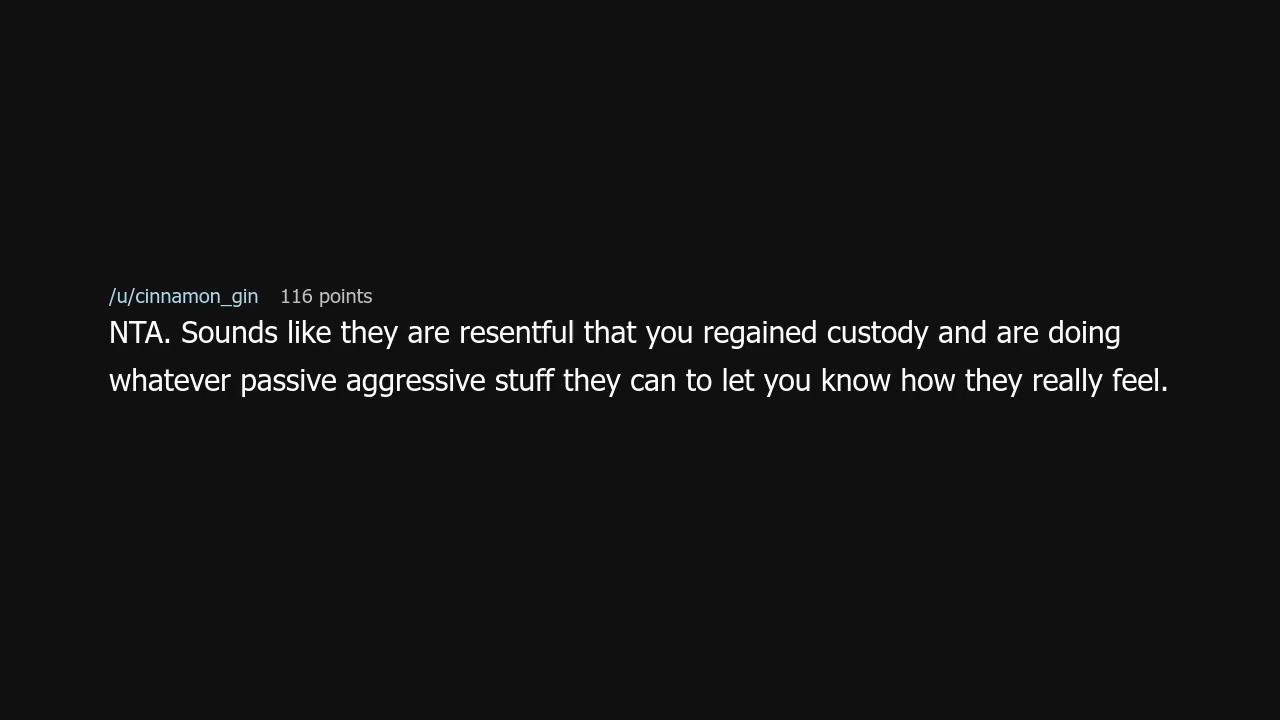 /u/cinnamon_gin 116 points
NTA. Sounds like they are resentful that you regained custody and are doing
whatever passive aggressive stuff they can to let you know how they really feel.